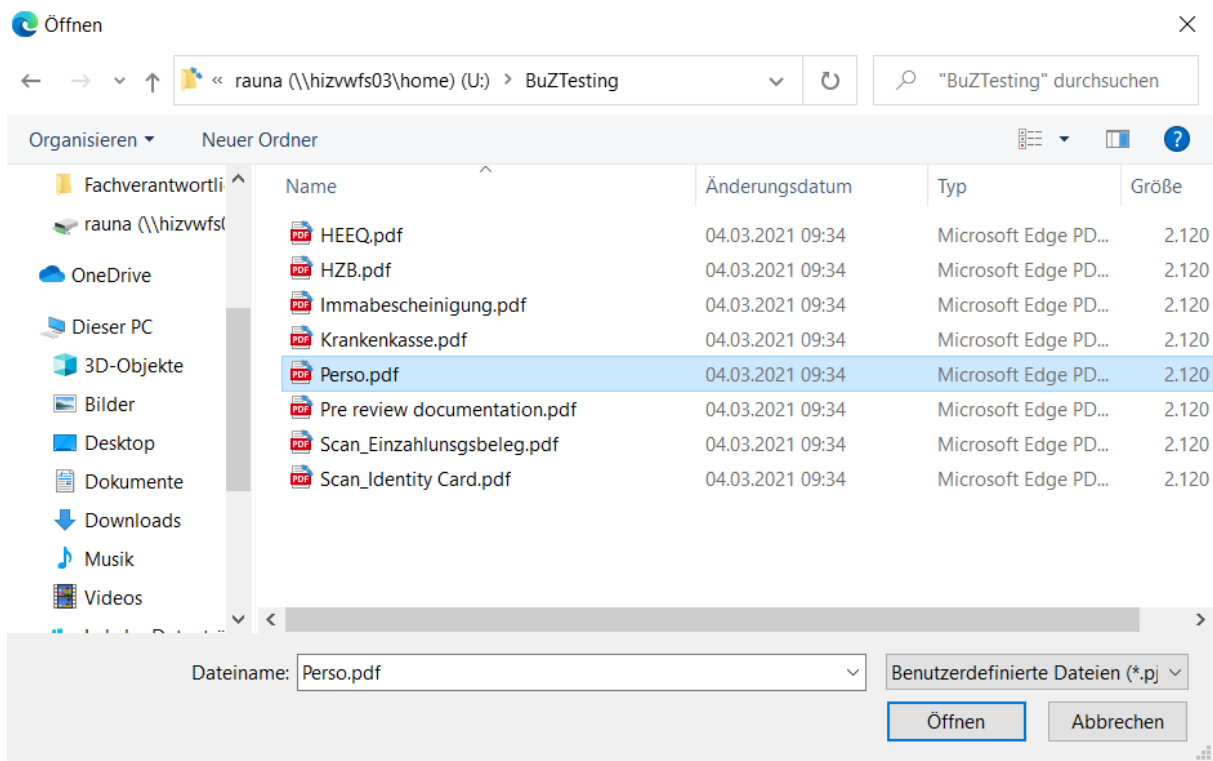 Öffnen
« rauna (\\hizvwfs03\home) (U:) > BuZTesting
"BuZTesting" durchsuchen
Organisieren
Neuer Ordner
?
Fachverantwortli
rauna (\\hizvwfs0
OneDrive
Dieser PC
3D-Objekte
Bilder
Desktop
Dokumente
Downloads
Musik
Videos
Name Änderungsdatum Typ Größe
HEEQ.pdf 04.03.2021 09:34 Microsoft Edge PD... 2.120
HZB.pdf 04.03.2021 09:34 Microsoft Edge PD... 2.120
Immabescheinigung.pdf 04.03.2021 09:34 Microsoft Edge PD... 2.120
Krankenkasse.pdf 04.03.2021 09:34 Microsoft Edge PD... 2.120
Perso.pdf 04.03.2021 09:34 Microsoft Edge PD... 2.120
Pre review documentation.pdf 04.03.2021 09:34 Microsoft Edge PD... 2.120
Scan_Einzahlunsgsbeleg.pdf 04.03.2021 09:34 Microsoft Edge PD... 2.120
Scan_Identity Card.pdf 04.03.2021 09:34 Microsoft Edge PD... 2.120
Dateiname: Perso.pdf
Benutzerdefinierte Dateien (*.pj
Öffnen
Abbrechen